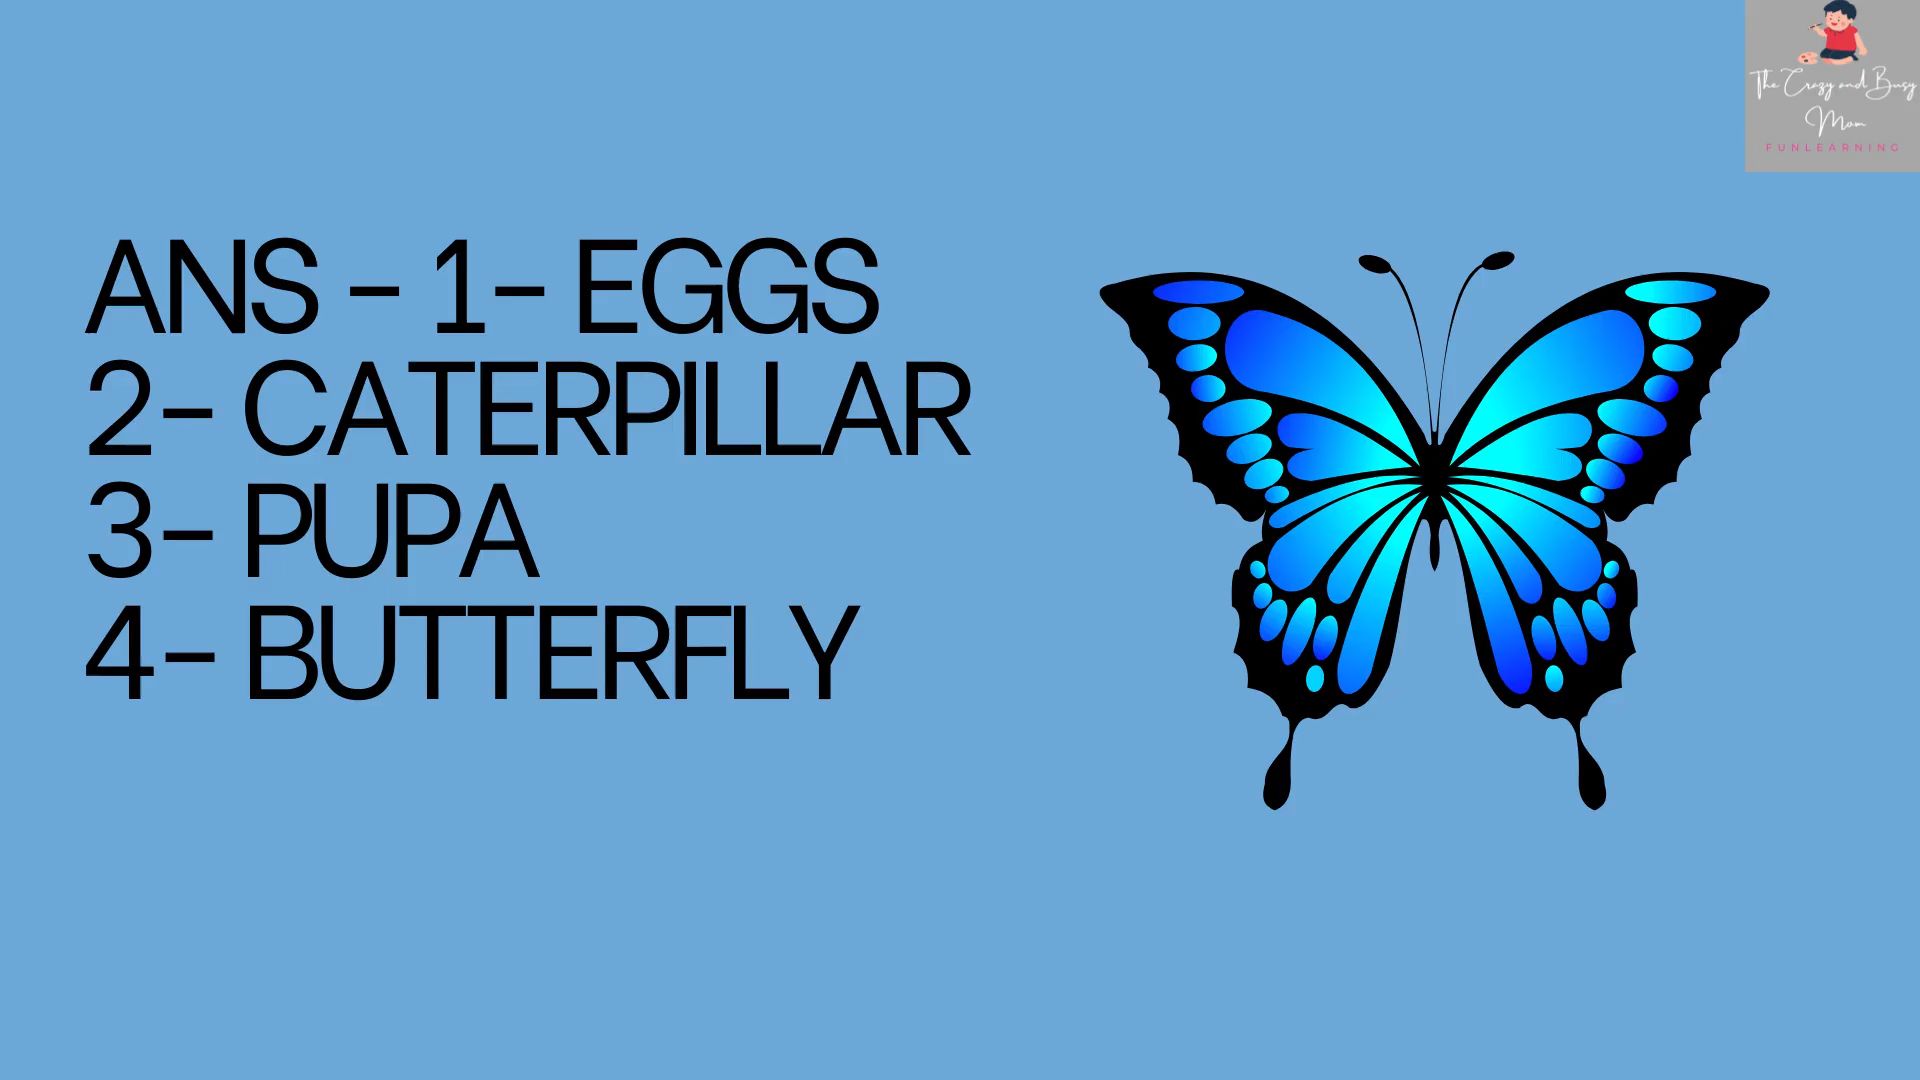 The Crazy and Busy
Mom
FUNLEARNING
ANS - 1- EGGS
2- CATERPILLAR
3- PUPA
4- BUTTERFLY